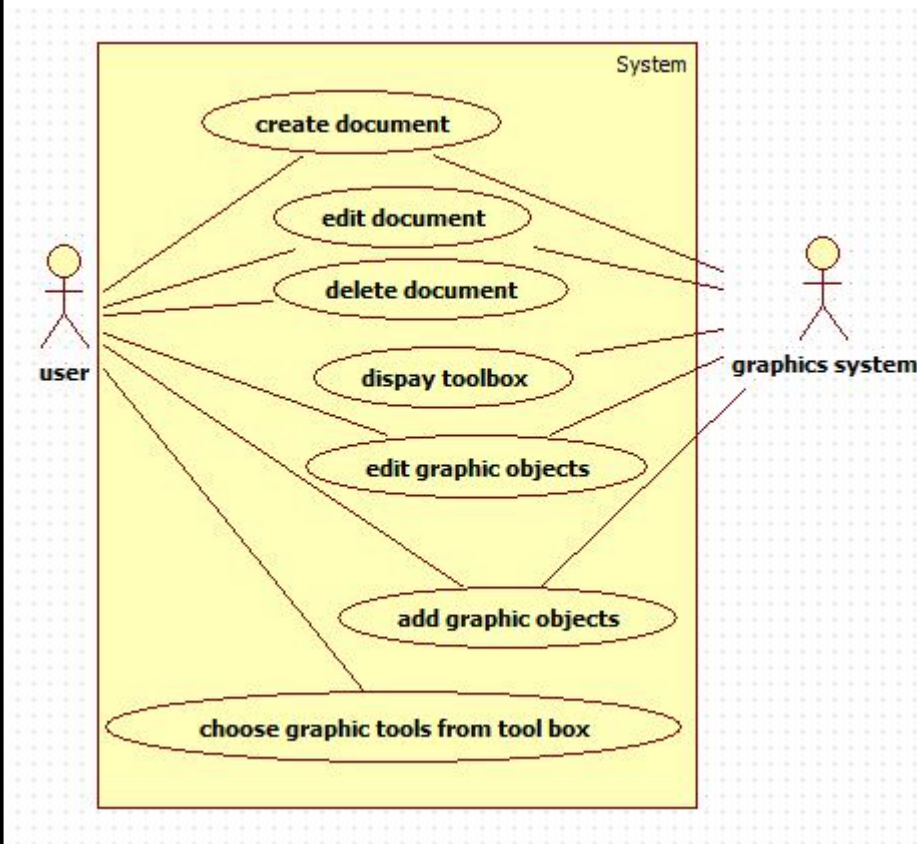 System
create document
edit document
delete document
user
graphics system
dispay toolbox
edit graphic objects
add graphic objects
choose graphic tools from tool box